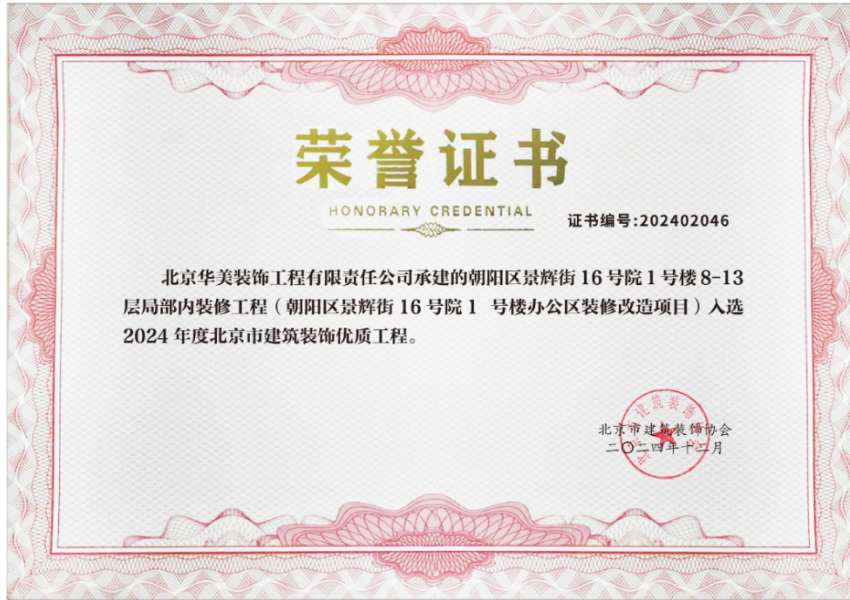 荣誉证书
HONORARY CREDENTIAL
证书编号:202402046
北京华美装饰工程有限责任公司承建的朝阳区景辉街16号院1号楼8-13
层局部内装修工程（朝阳区景辉街16号院1 号楼办公区装修改造项目）入选
2024年度北京市建筑装饰优质工程。
北京市建筑装饰协会
二〇二四年十二月